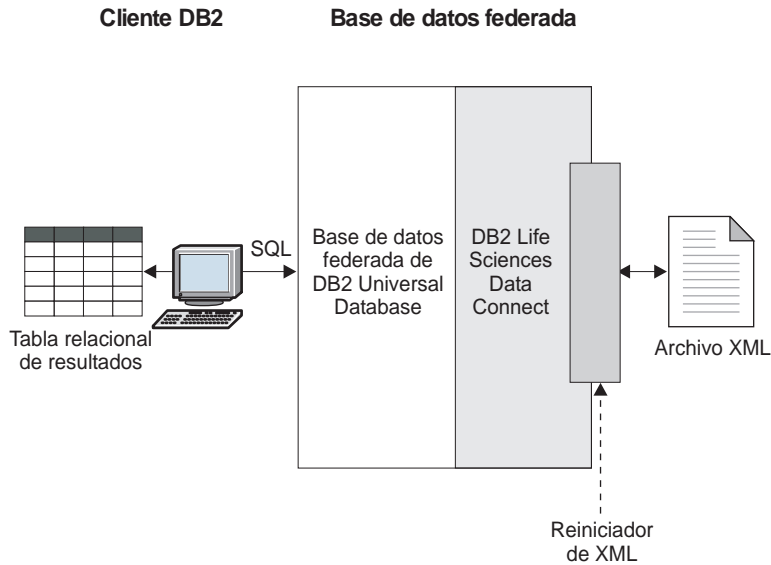 Cliente DB2
Base de datos federada
SQL
Base de datos
federada de
DB2 Universal
Database
DB2 Life
Sciences
Data
Connect
Tabla relacional
de resultados
Archivo XML
Reiniciador
de XML